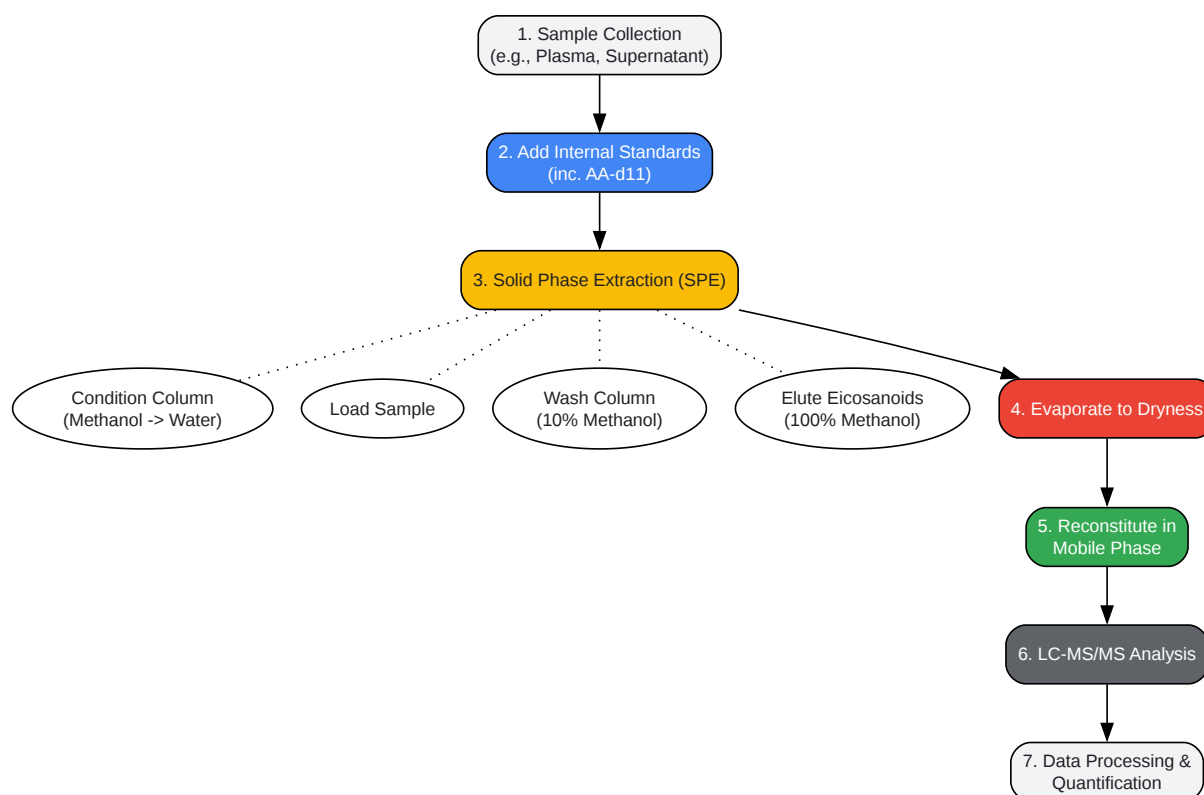 1. Sample Collection
(e.g., Plasma, Supernatant)
2. Add Internal Standards
(inc. AA-d11)
3. Solid Phase Extraction (SPE)
Condition Column
(Methanol -> Water)
Load Sample
Wash Column
(10% Methanol)
Elute Eicosanoids
(100% Methanol)
4. Evaporate to Dryness
5. Reconstitute in
Mobile Phase
6. LC-MS/MS Analysis
7. Data Processing &
Quantification